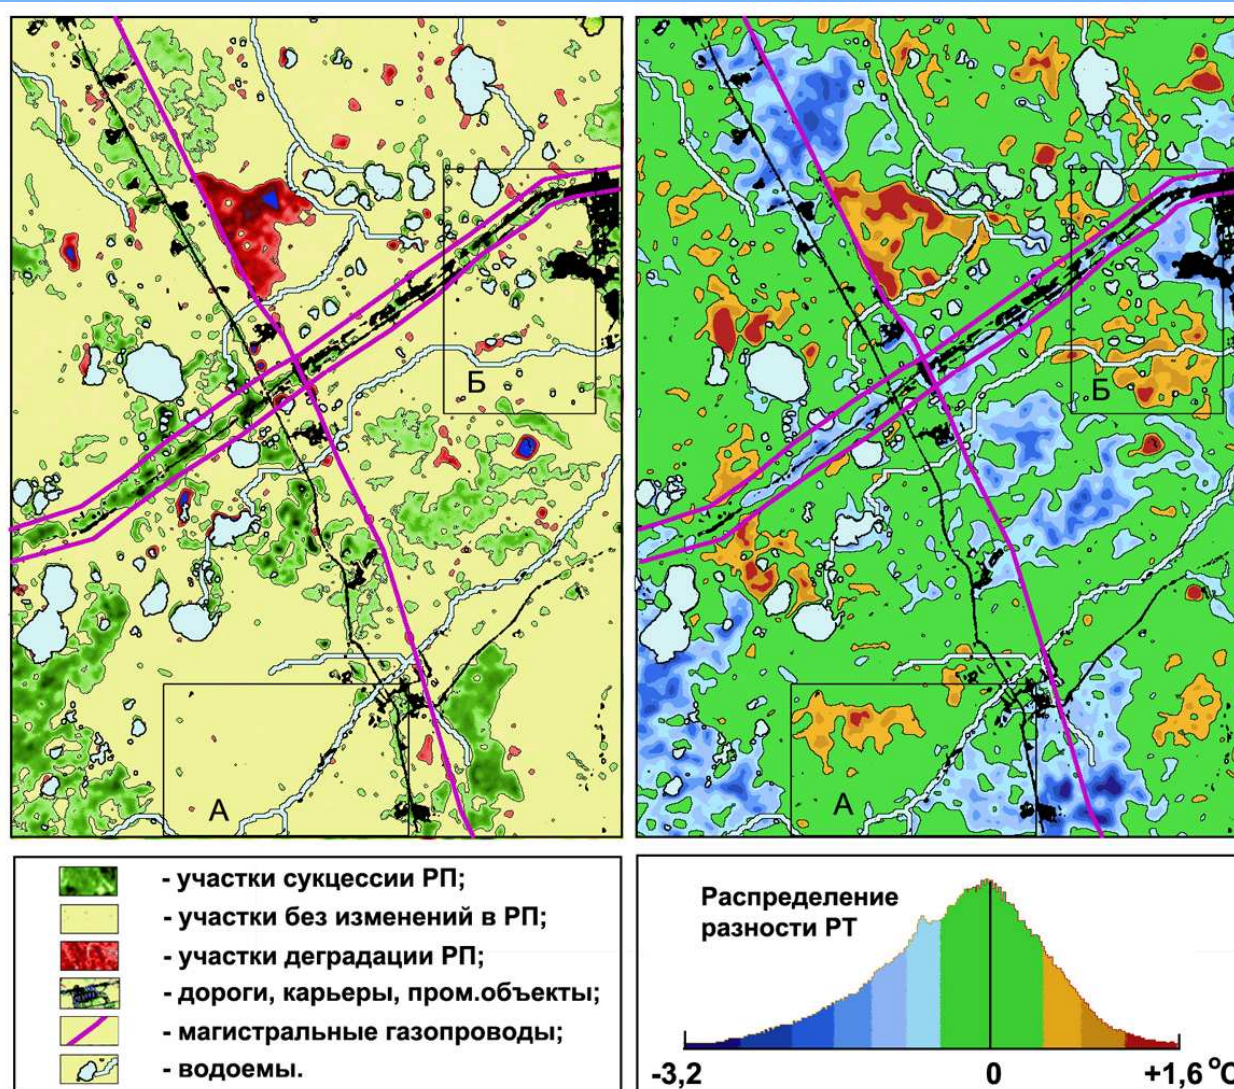 Б
А
Б
А
- участки сукцессии РП;
- участки без изменений в РП;
- участки деградации РП;
- дороги, карьеры, пром.объекты;
- магистральные газопроводы;
- водоемы.
Распределение
разности РТ
-3,2 0 +1,6 °С